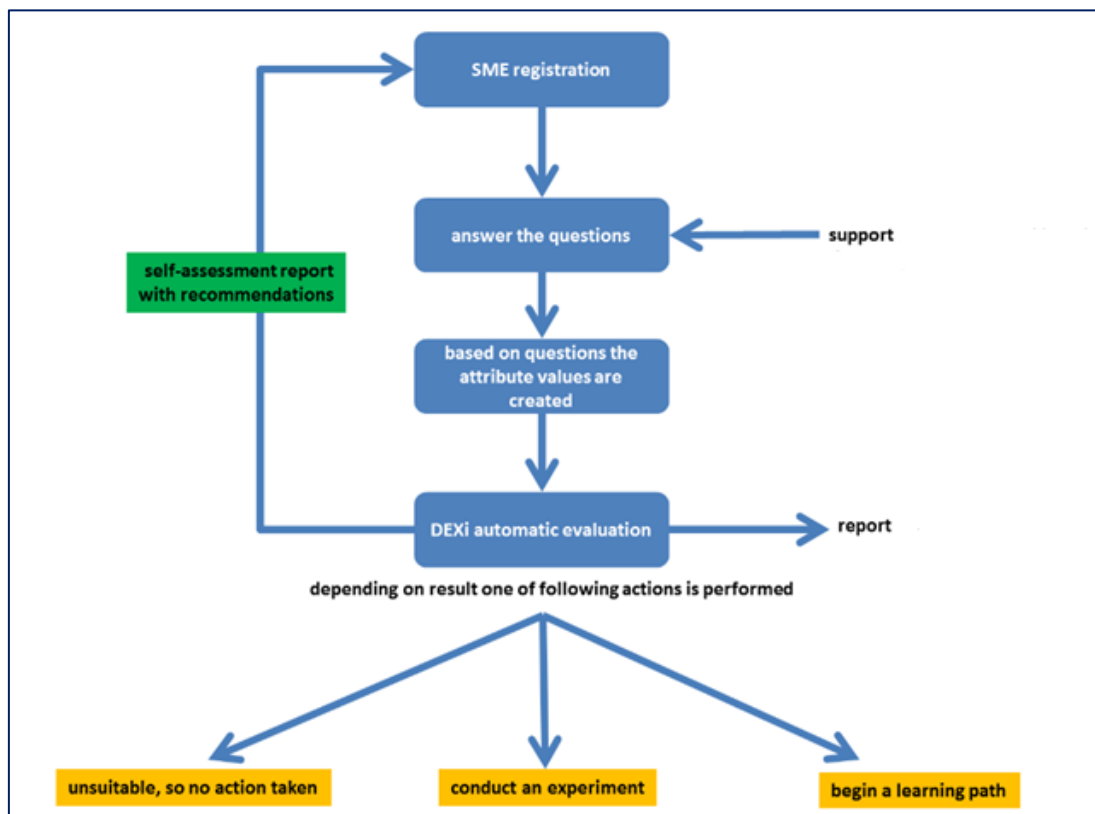 SME registration
answer the questions
support
self-assessment report
with recommendations
based on questions the
attribute values are
created
DEXi automatic evaluation
report
depending on result one of following actions is performed
unsuitable, so no action taken
conduct an experiment
begin a learning path